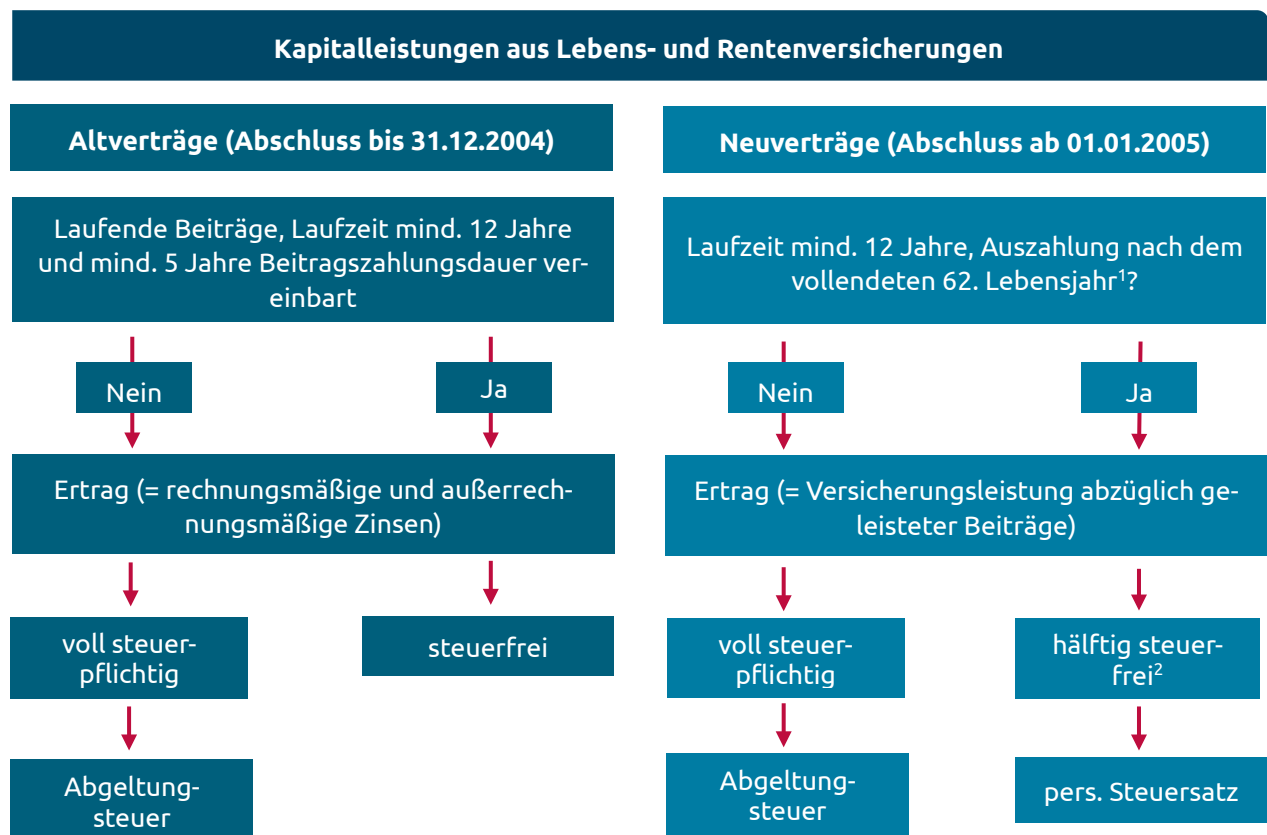 Kapitalleistungen aus Lebens- und Rentenversicherungen
Altverträge (Abschluss bis 31.12.2004)
Laufende Beiträge, Laufzeit mind. 12 Jahre
und mind. 5 Jahre Beitragszahlungsdauer ver-
einbart
Nein
Ja
Ertrag (= rechnungsmäßige und außerrech-
nungsmäßige Zinsen)
voll steuer-
pflichtig
steuerfrei
Abgeltung-
steuer
Neuverträge (Abschluss ab 01.01.2005)
Laufzeit mind. 12 Jahre, Auszahlung nach dem
vollendeten 62. Lebensjahr¹?
Nein
Ja
Ertrag (= Versicherungsleistung abzüglich ge-
leisteter Beiträge)
voll steuer-
pflichtig
hälftig steuer-
frei²
Abgeltung-
steuer
pers. Steuersatz